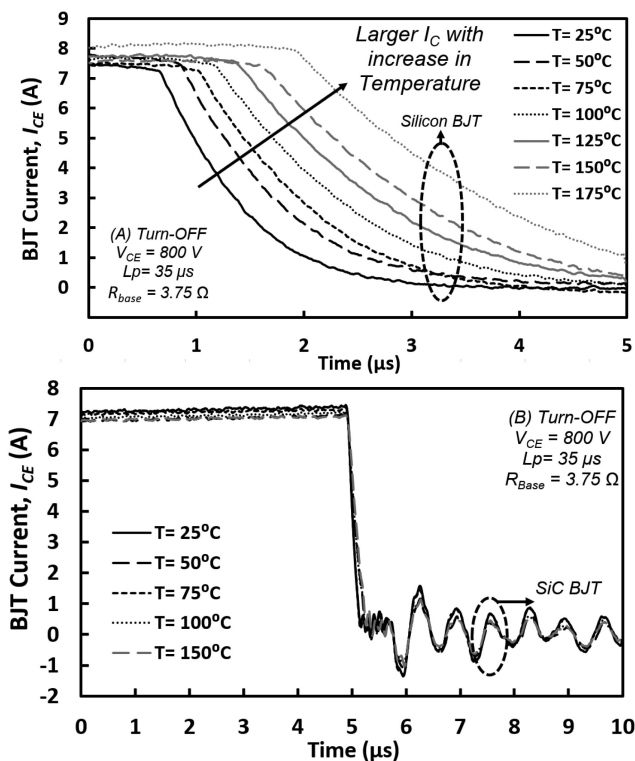 9
8
7
6
5
4
3
2
1
0
-1
BJT Current, I_CE (A)
Larger I_C with
increase in
Temperature
Silicon BJT
T= 25°C
T= 50°C
T= 75°C
T= 100°C
T= 125°C
T= 150°C
T= 175°C
(A) Turn-OFF
V_CE = 800 V
Lp= 35 µs
R_base = 3.75 Ω
0 1 2 3 4 5
Time (µs)
8
7
6
5
4
3
2
1
0
-1
-2
BJT Current, I_CE (A)
(B) Turn-OFF
V_CE = 800 V
Lp= 35 µs
R_Base = 3.75 Ω
T= 25°C
T= 50°C
T= 75°C
T= 100°C
T= 150°C
SiC BJT
0 1 2 3 4 5 6 7 8 9 10
Time (µs)